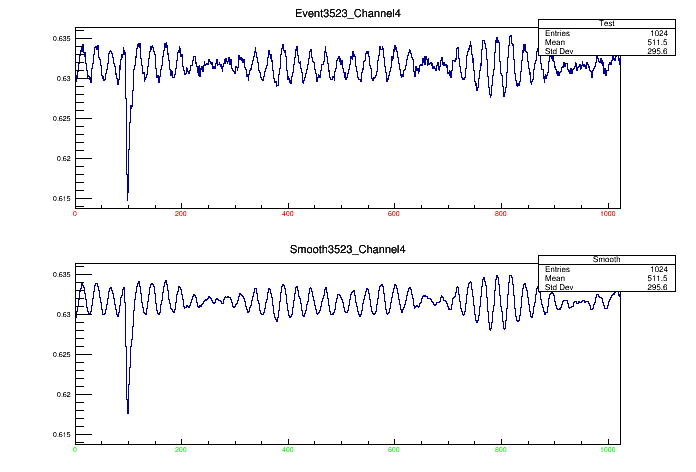 Event3523_Channel4
Test
Entries 1024
Mean 511.5
Std Dev 295.6
0.635
0.63
0.625
0.62
0.615
0 200 400 600 800 1000
Smooth3523_Channel4
Smooth
Entries 1024
Mean 511.5
Std Dev 295.6
0.635
0.63
0.625
0.62
0.615
0 200 400 600 800 1000